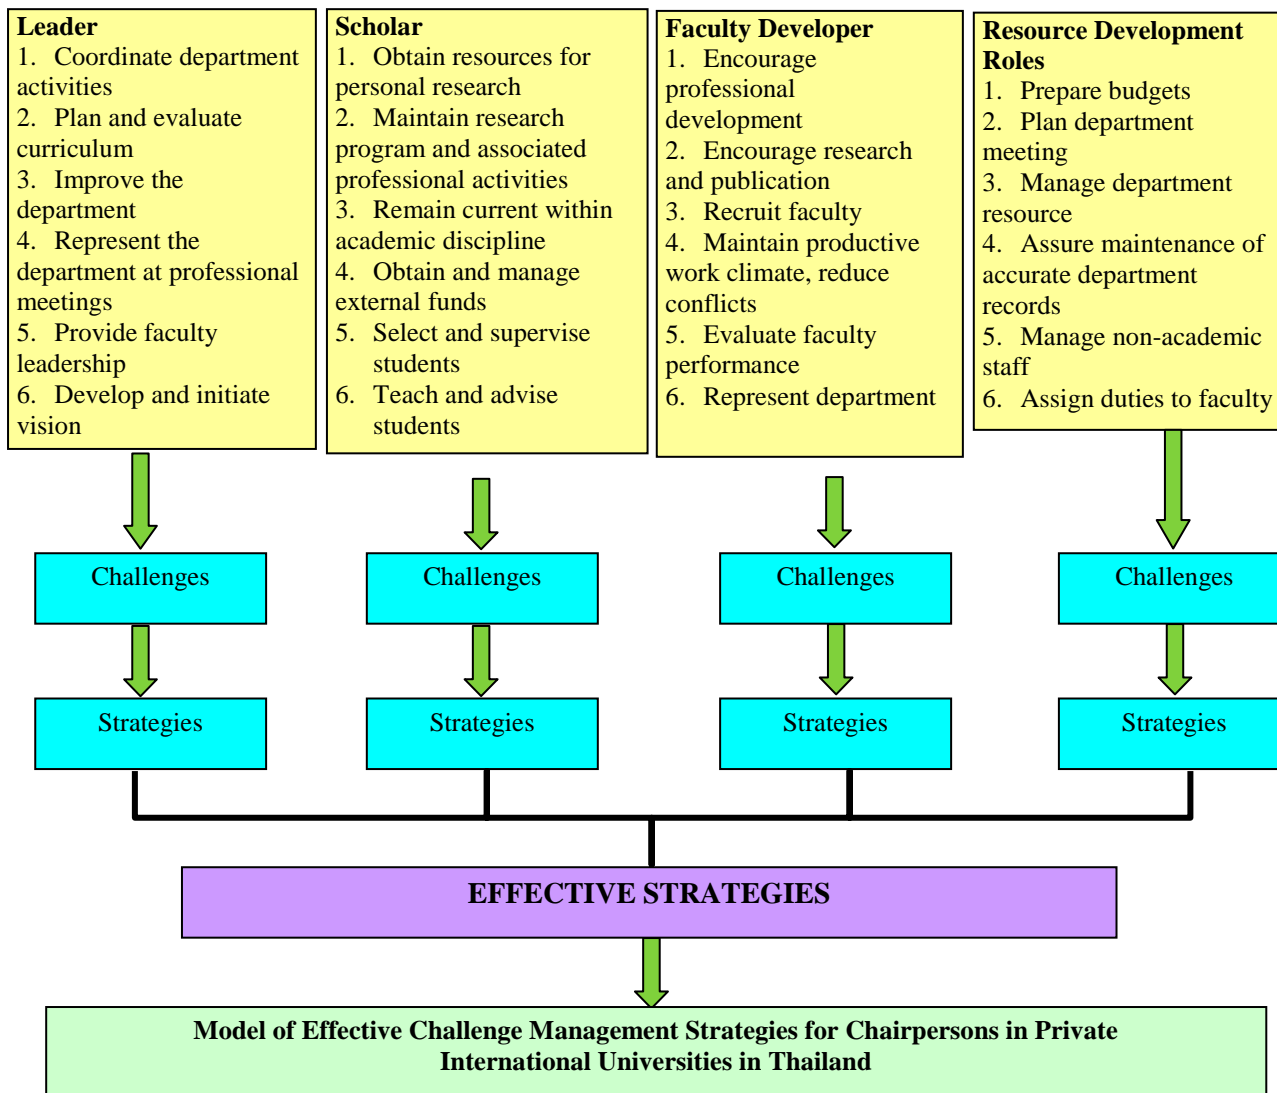 Leader
1. Coordinate department
activities
2. Plan and evaluate
curriculum
3. Improve the
department
4. Represent the
department at professional
meetings
5. Provide faculty
leadership
6. Develop and initiate
vision
Scholar
1. Obtain resources for
personal research
2. Maintain research
program and associated
professional activities
3. Remain current within
academic discipline
4. Obtain and manage
external funds
5. Select and supervise
students
6. Teach and advise
students
Faculty Developer
1. Encourage
professional
development
2. Encourage research
and publication
3. Recruit faculty
4. Maintain productive
work climate, reduce
conflicts
5. Evaluate faculty
performance
6. Represent department
Resource Development
Roles
1. Prepare budgets
2. Plan department
meeting
3. Manage department
resource
4. Assure maintenance of
accurate department
records
5. Manage non-academic
staff
6. Assign duties to faculty
Challenges
Challenges
Challenges
Challenges
Strategies
Strategies
Strategies
Strategies
EFFECTIVE STRATEGIES
Model of Effective Challenge Management Strategies for Chairpersons in Private
International Universities in Thailand